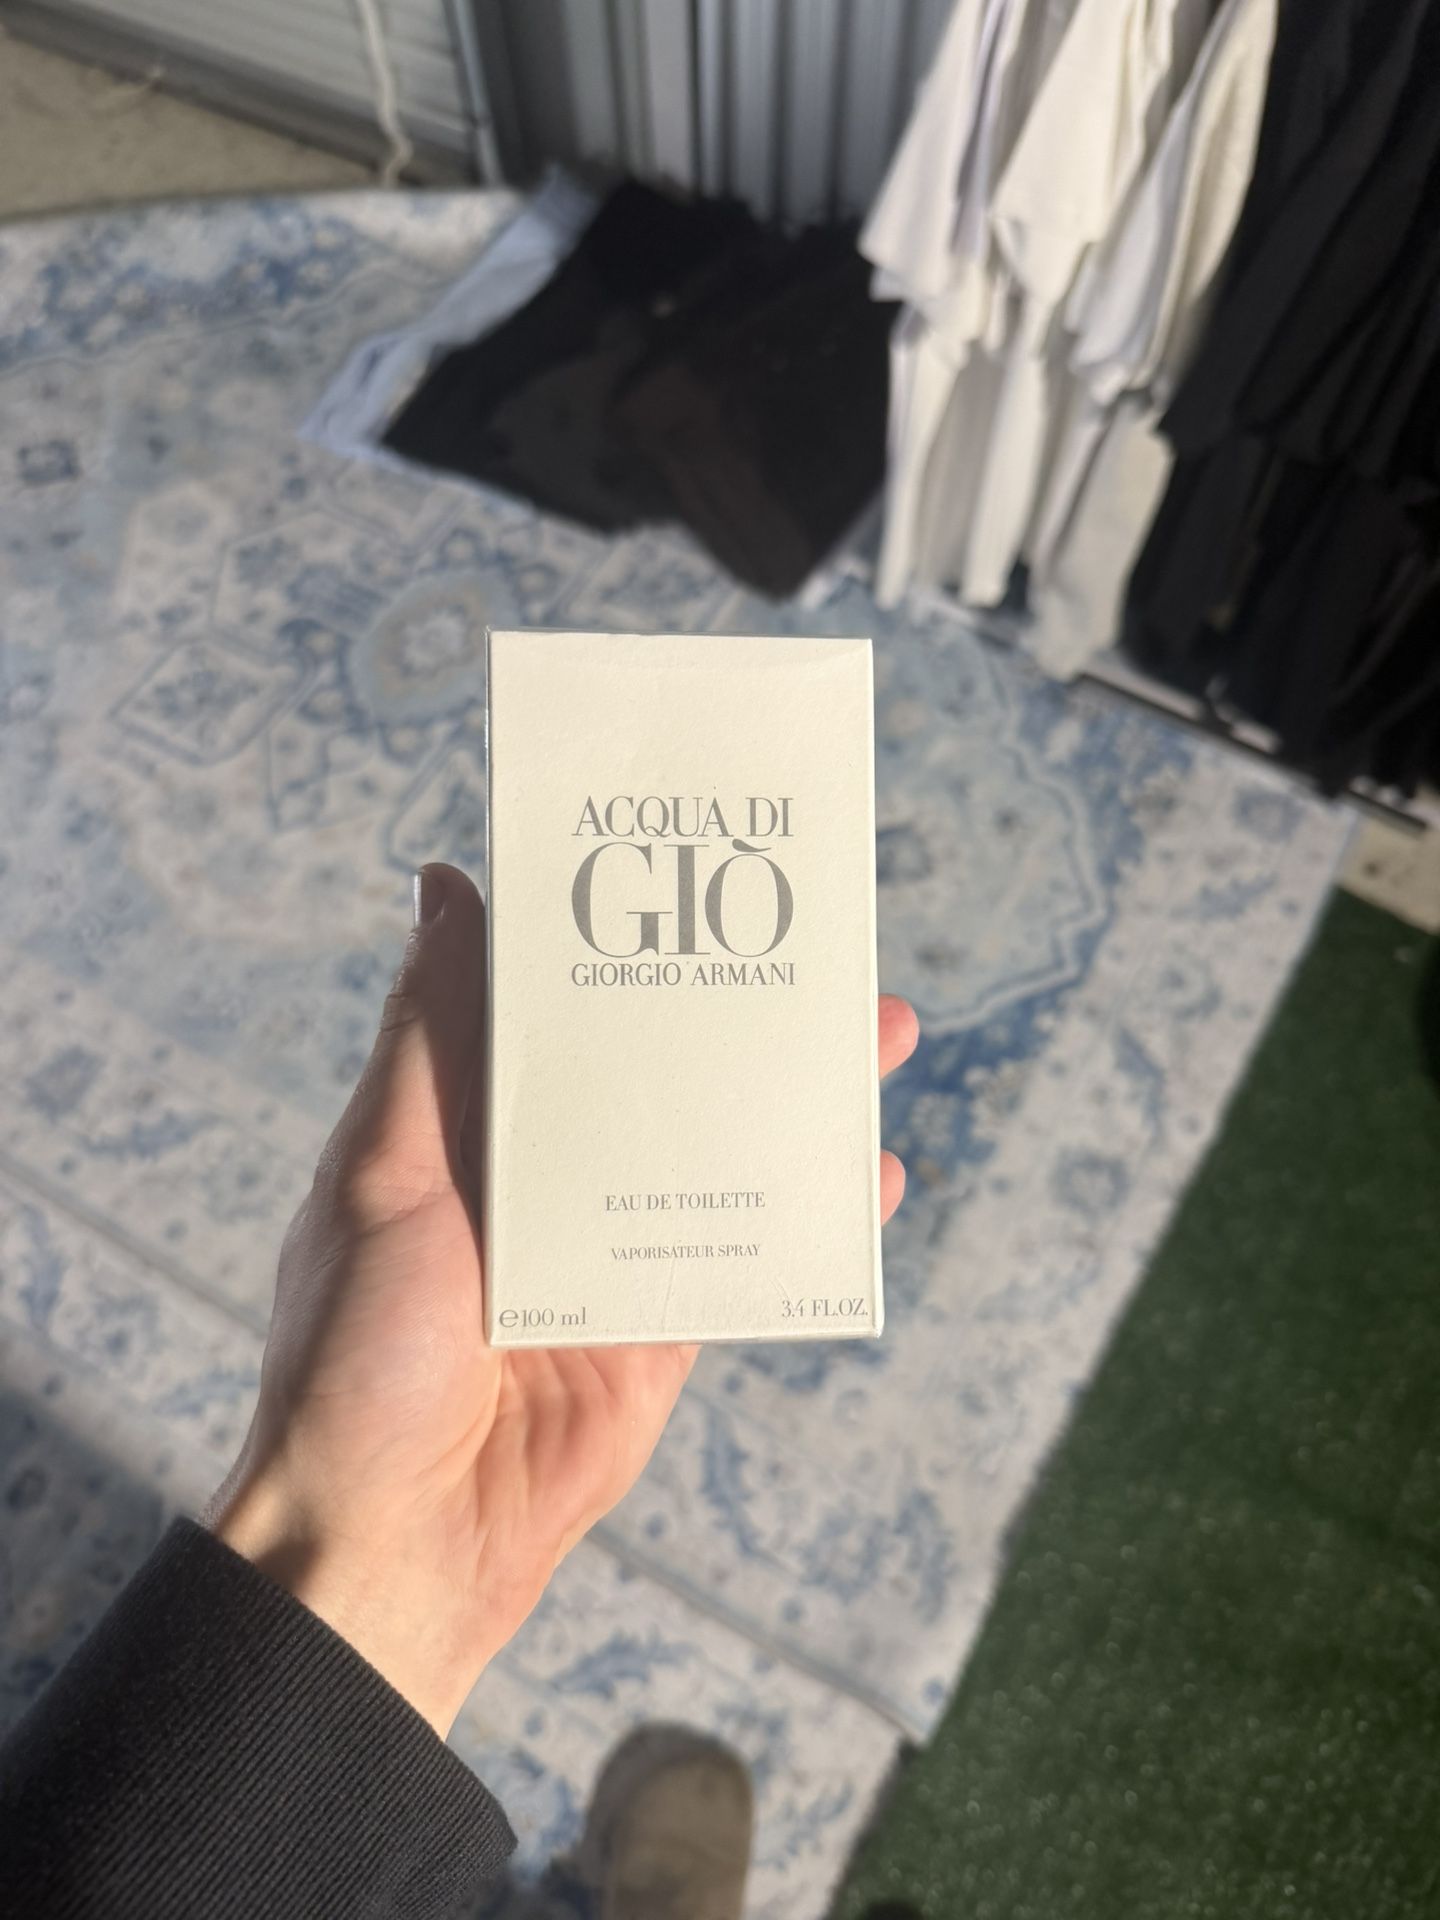 ACQUA DI
GIÒ
GIORGIO ARMANI
EAU DE TOILETTE
VAPORISATEUR SPRAY
℮100 ml
3.4 FL.OZ.